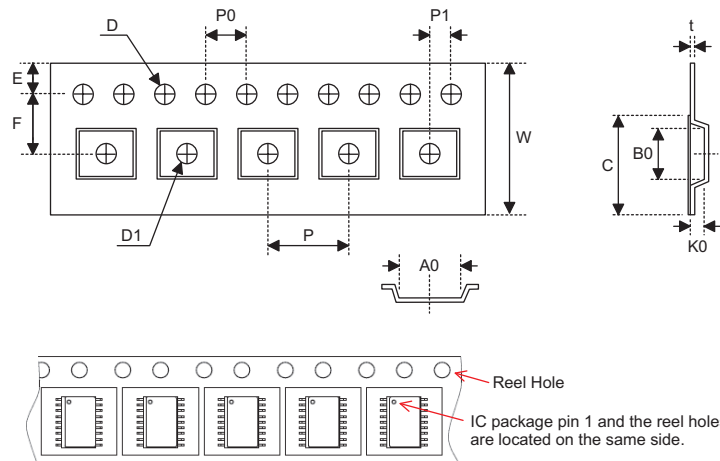 D
P0
P1
t
E
F
W
C
B0
D1
P
K0
A0
Reel Hole
IC package pin 1 and the reel hole
are located on the same side.